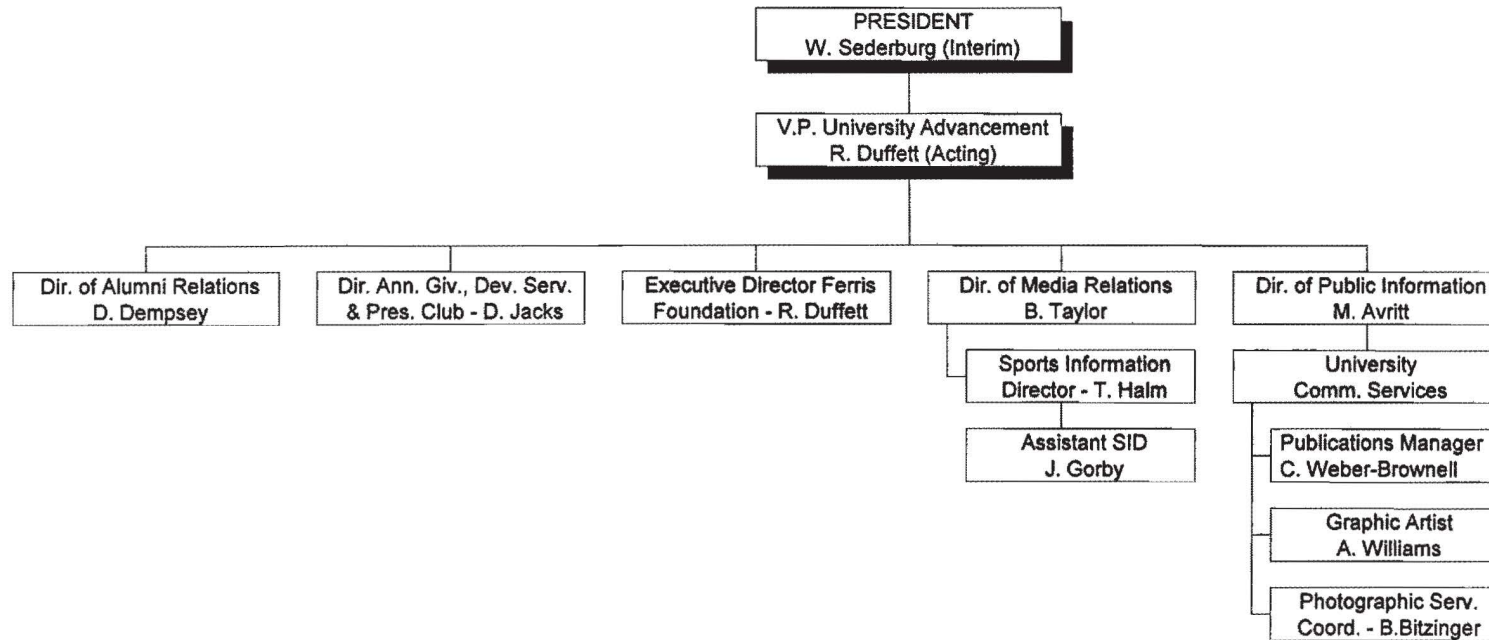 PRESIDENT
W. Sederburg (Interim)
V.P. University Advancement
R. Duffett (Acting)
Dir. of Alumni Relations
D. Dempsey
Dir. Ann. Giv., Dev. Serv.
& Pres. Club - D. Jacks
Executive Director Ferris
Foundation - R. Duffett
Dir. of Media Relations
B. Taylor
Dir. of Public Information
M. Avritt
Sports Information
Director - T. Halm
Assistant SID
J. Gorby
University
Comm. Services
Publications Manager
C. Weber-Brownell
Graphic Artist
A. Williams
Photographic Serv.
Coord. - B.Bitzinger